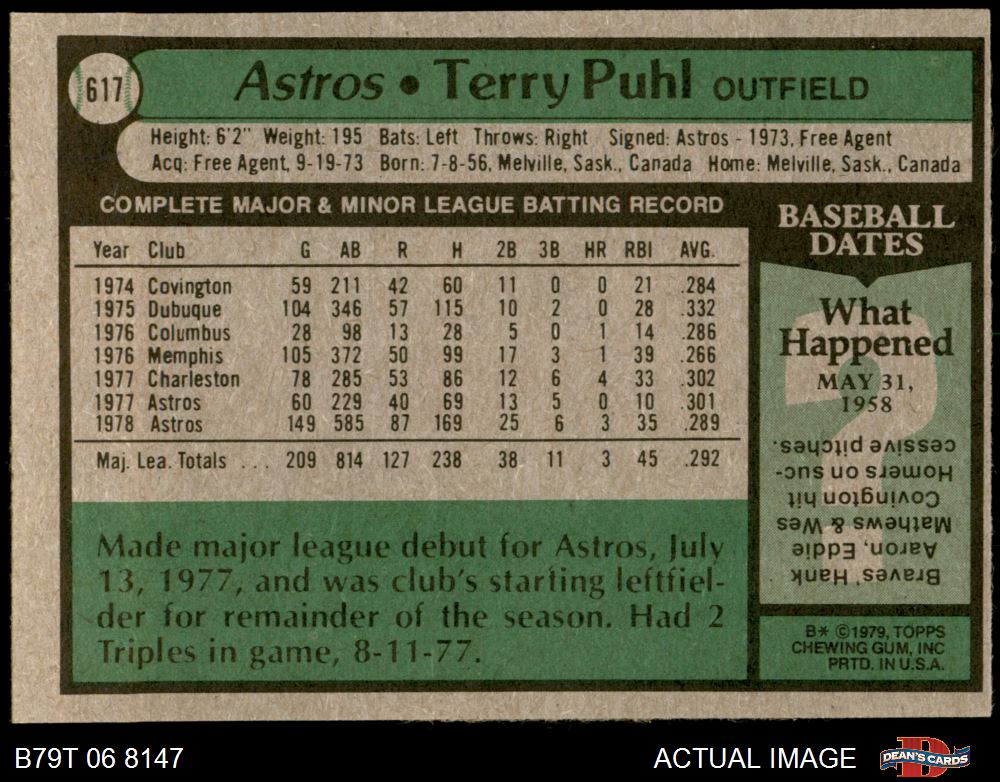 617
Astros • Terry Puhl OUTFIELD
Height: 6'2" Weight: 195 Bats: Left Throws: Right Signed: Astros - 1973, Free Agent
Acq: Free Agent, 9-19-73 Born: 7-8-56, Melville, Sask., Canada Home: Melville, Sask., Canada
COMPLETE MAJOR & MINOR LEAGUE BATTING RECORD
Year Club G AB R H 2B 3B HR RBI AVG.
1974 Covington 59 211 42 60 11 0 0 21 .284
1975 Dubuque 104 346 57 115 10 2 0 28 .332
1976 Columbus 28 98 13 28 5 0 1 14 .286
1976 Memphis 105 372 50 99 17 3 1 39 .266
1977 Charleston 78 285 53 86 12 6 4 33 .302
1977 Astros 60 229 40 69 13 5 0 10 .301
1978 Astros 149 585 87 169 25 6 3 35 .289
Maj. Lea. Totals ... 209 814 127 238 38 11 3 45 .292
Made major league debut for Astros, July
13, 1977, and was club's starting leftfiel-
der for remainder of the season. Had 2
Triples in game, 8-11-77.
BASEBALL
DATES
What
Happened
MAY 31,
1958
Braves' Hank
Aaron, Eddie
Mathews & Wes
Covington hit
Homers on suc-
cessive pitches.
B* ©1979, TOPPS
CHEWING GUM, INC
PRTD. IN U.S.A.
B79T 06 8147
ACTUAL IMAGE
DEAN'S CARDS